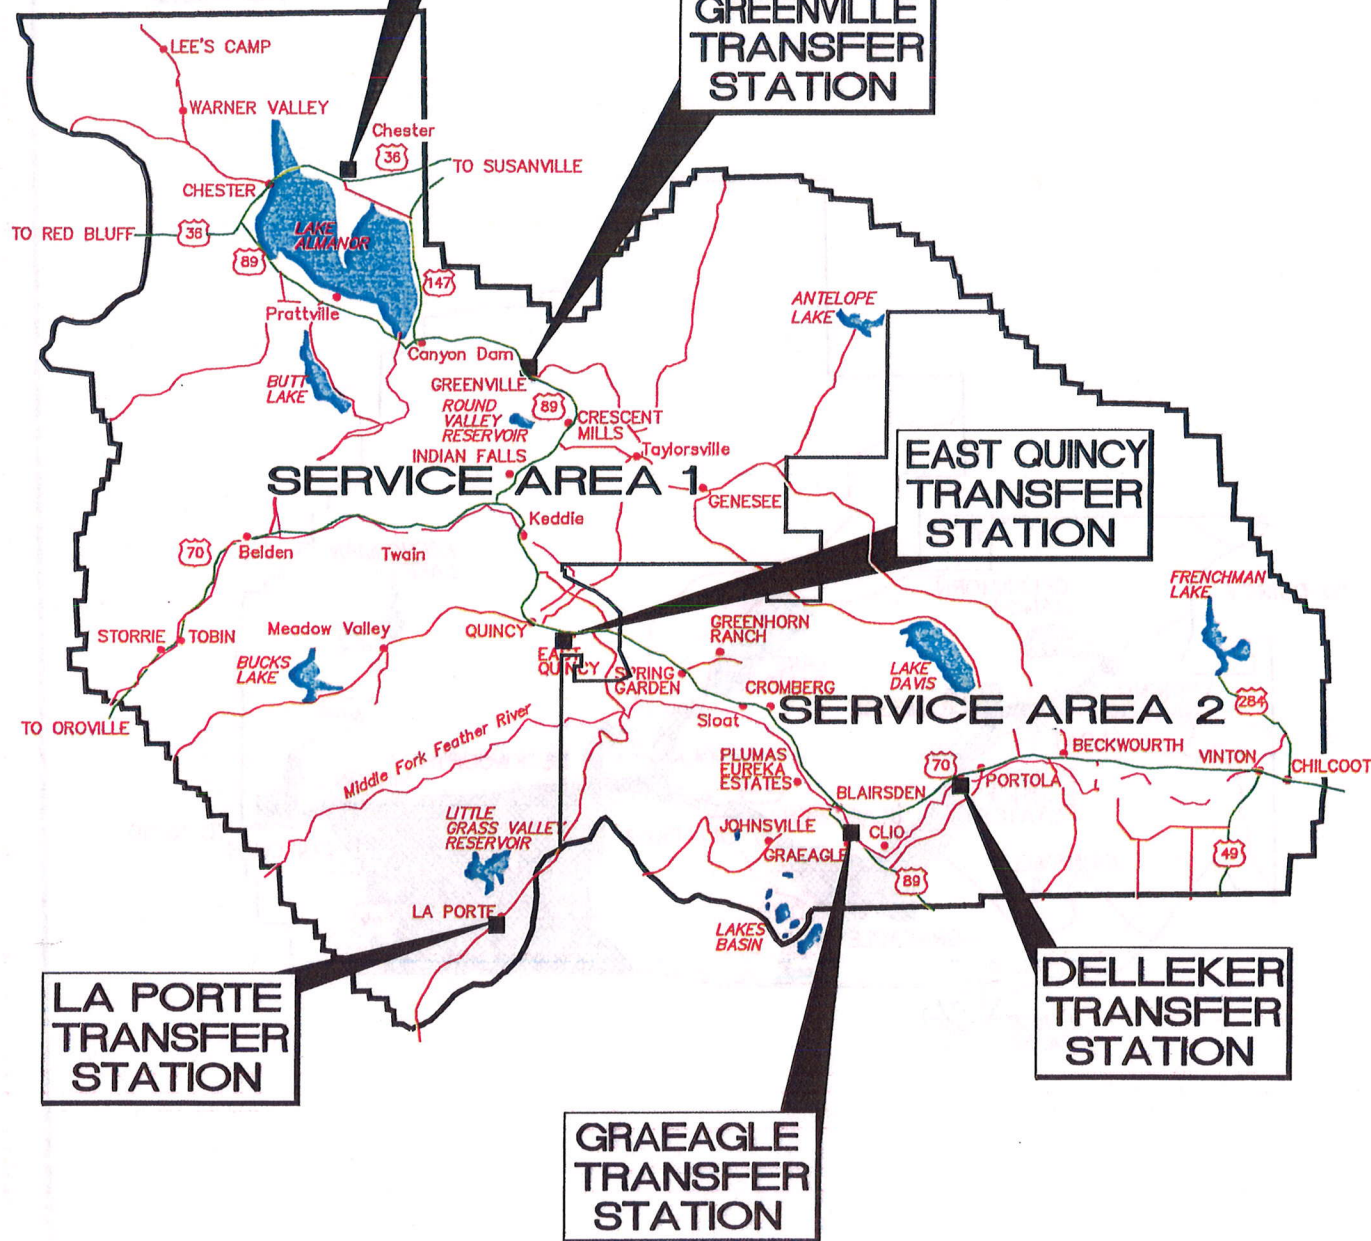 GREENVILLE
TRANSFER
STATION
LEE'S CAMP
WARNER VALLEY
Chester
36
TO SUSANVILLE
CHESTER
TO RED BLUFF
36
LAKE
ALMANOR
89
147
Prattville
ANTELOPE
LAKE
Canyon Dam
BUTT
LAKE
GREENVILLE
ROUND
VALLEY
RESERVOIR
89
CRESCENT
MILLS
INDIAN FALLS
Taylorsville
SERVICE AREA 1
GENESEE
EAST QUINCY
TRANSFER
STATION
Keddie
70
Belden
Twain
FRENCHMAN
LAKE
STORRIE
TOBIN
Meadow Valley
QUINCY
GREENHORN
RANCH
BUCKS
LAKE
EAST
QUINCY
SPRING
GARDEN
LAKE
DAVIS
CROMBERG
SERVICE AREA 2
284
TO OROVILLE
Sloat
Middle Fork Feather River
PLUMAS
EUREKA
ESTATES
70
BECKWOURTH
VINTON
CHILCOOT
PORTOLA
BLAIRSDEN
LITTLE
GRASS VALLEY
RESERVOIR
JOHNSVILLE
CLIO
GRAEAGLE
49
89
LA PORTE
LAKES
BASIN
LA PORTE
TRANSFER
STATION
DELLEKER
TRANSFER
STATION
GRAEAGLE
TRANSFER
STATION